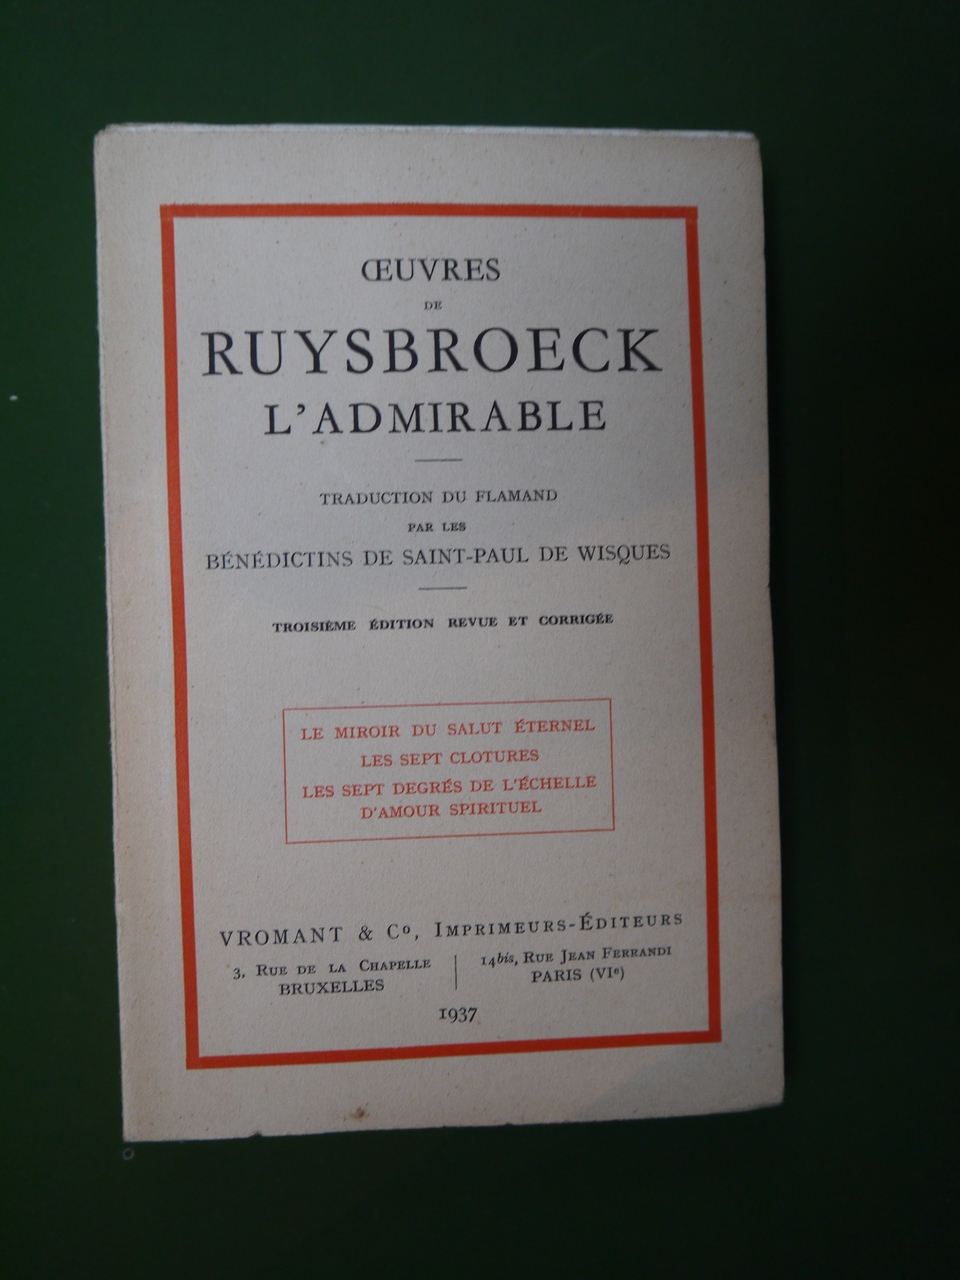 ŒUVRES
DE
RUYSBROECK
L'ADMIRABLE
TRADUCTION DU FLAMAND
PAR LES
BÉNÉDICTINS DE SAINT-PAUL DE WISQUES
TROISIÈME ÉDITION REVUE ET CORRIGÉE
LE MIROIR DU SALUT ÉTERNEL
LES SEPT CLOTURES
LES SEPT DEGRÉS DE L'ÉCHELLE
D'AMOUR SPIRITUEL
VROMANT & Co, IMPRIMEURS-ÉDITEURS
3, RUE DE LA CHAPELLE
BRUXELLES
14bis, RUE JEAN FERRANDI
PARIS (VIe)
1937